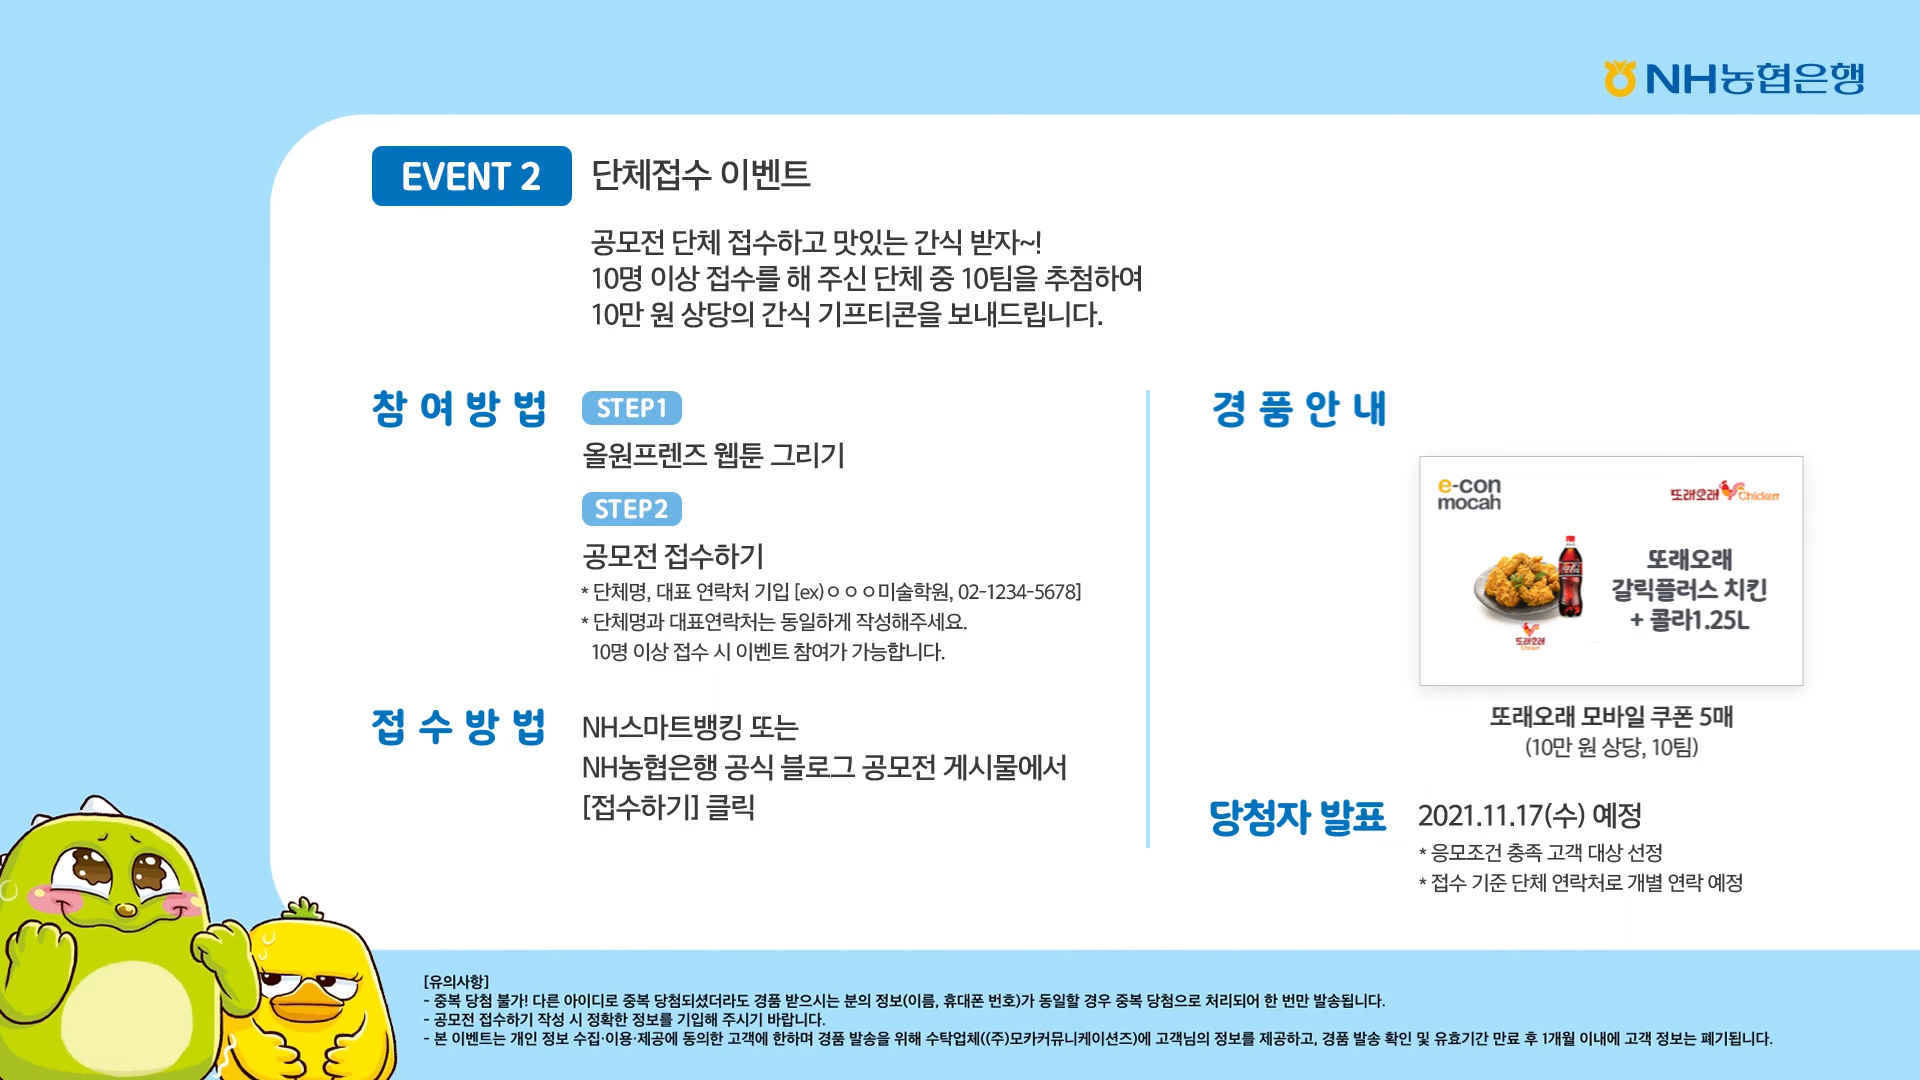 NH농협은행
EVENT 2 단체접수 이벤트
공모전 단체 접수하고 맛있는 간식 받자~!
10명 이상 접수를 해 주신 단체 중 10팀을 추첨하여
10만 원 상당의 간식 기프티콘을 보내드립니다.
참여방법
STEP1
올원프렌즈 웹툰 그리기
STEP2
공모전 접수하기
* 단체명, 대표 연락처 기입 [ex)ㅇㅇㅇ미술학원, 02-1234-5678]
* 단체명과 대표연락처는 동일하게 작성해주세요.
10명 이상 접수 시 이벤트 참여가 가능합니다.
접수방법
NH스마트뱅킹 또는
NH농협은행 공식 블로그 공모전 게시물에서
[접수하기] 클릭
경품안내
e-con
mocah
또래오래 Chicken
또래오래
갈릭플러스 치킨
+ 콜라1.25L
또래오래
Chicken
또래오래 모바일 쿠폰 5매
(10만 원 상당, 10팀)
당첨자 발표
2021.11.17(수) 예정
* 응모조건 충족 고객 대상 선정
* 접수 기준 단체 연락처로 개별 연락 예정
[유의사항]
- 중복 당첨 불가! 다른 아이디로 중복 당첨되셨더라도 경품 받으시는 분의 정보(이름, 휴대폰 번호)가 동일할 경우 중복 당첨으로 처리되어 한 번만 발송됩니다.
- 공모전 접수하기 작성 시 정확한 정보를 기입해 주시기 바랍니다.
- 본 이벤트는 개인 정보 수집·이용·제공에 동의한 고객에 한하며 경품 발송을 위해 수탁업체((주)모카커뮤니케이션즈)에 고객님의 정보를 제공하고, 경품 발송 확인 및 유효기간 만료 후 1개월 이내에 고객 정보는 폐기됩니다.